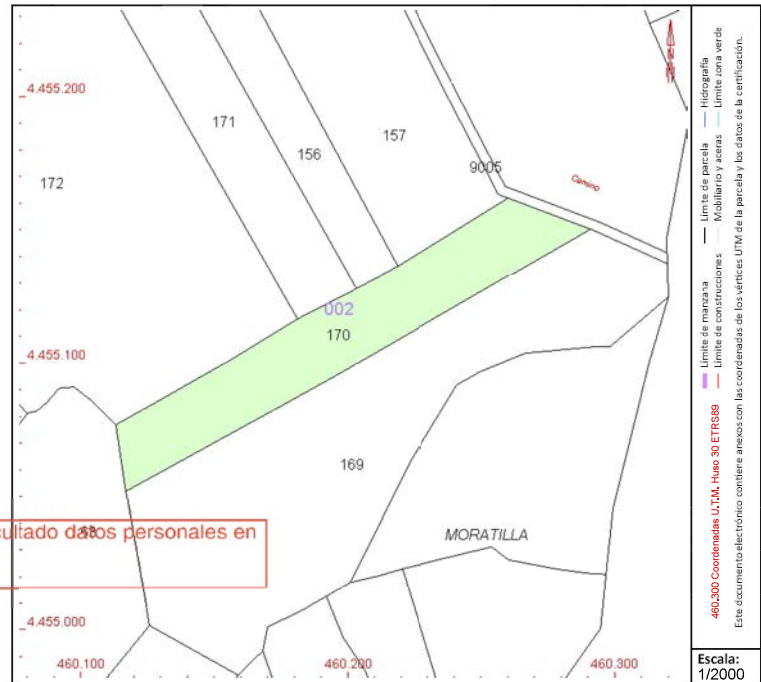 4.455.200
171
156
157
172
9005
Camino
002
170
4.455.100
169
68
cultado datos personales en
MORATILLA
4.455.000
460.100
460.200
460.300
N
460.300 Coordenadas U.T.M. Huso 30 ETRS89
Límite de manzana
Límite de parcela
Hidrografía
Límite de construcciones
Mobiliario y aceras
Límite zona verde
Este documento electrónico contiene anexos con las coordenadas de los vértices UTM de la parcela y los datos de la certificación.
Escala:
1/2000